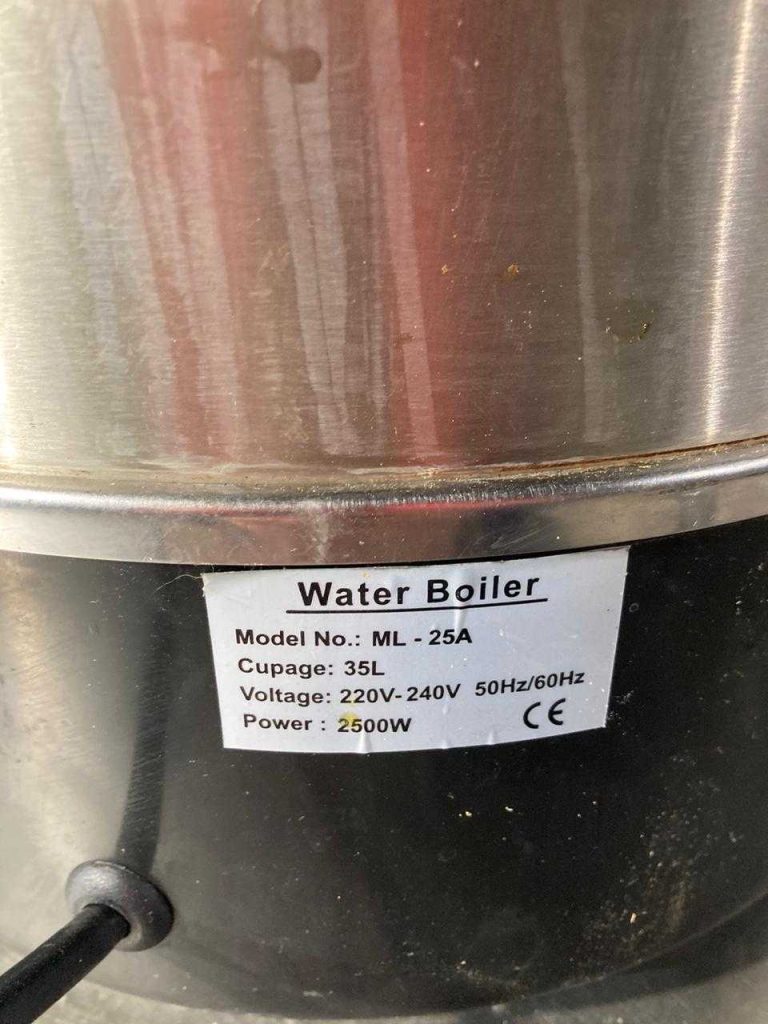 Water Boiler
Model No.: ML - 25A
Cupage: 35L
Voltage: 220V-240V 50Hz/60Hz
Power : 2500W CE